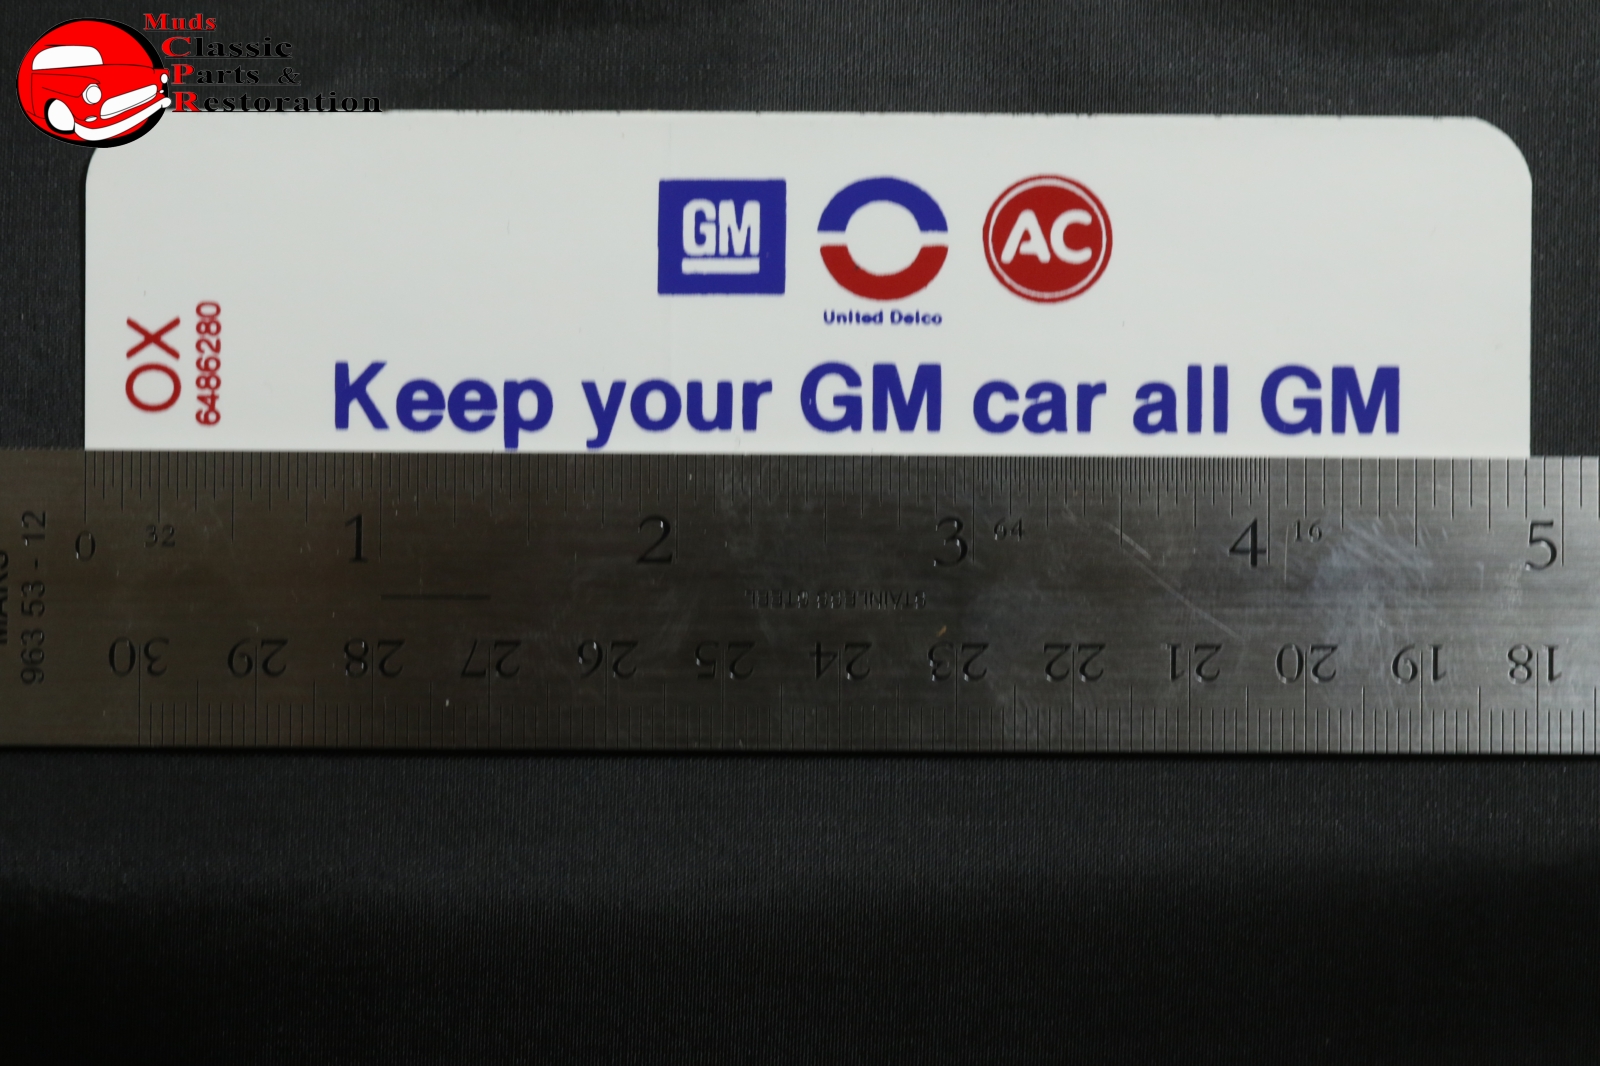 Muds
Classic
Parts &
Restoration
GM
United Delco
AC
OX
6486280
Keep your GM car all GM
0 32 1 2 3 64 4 16 5
STAINLESS STEEL
963 53 - 12
30 29 28 27 26 25 24 23 22 21 20 19 18